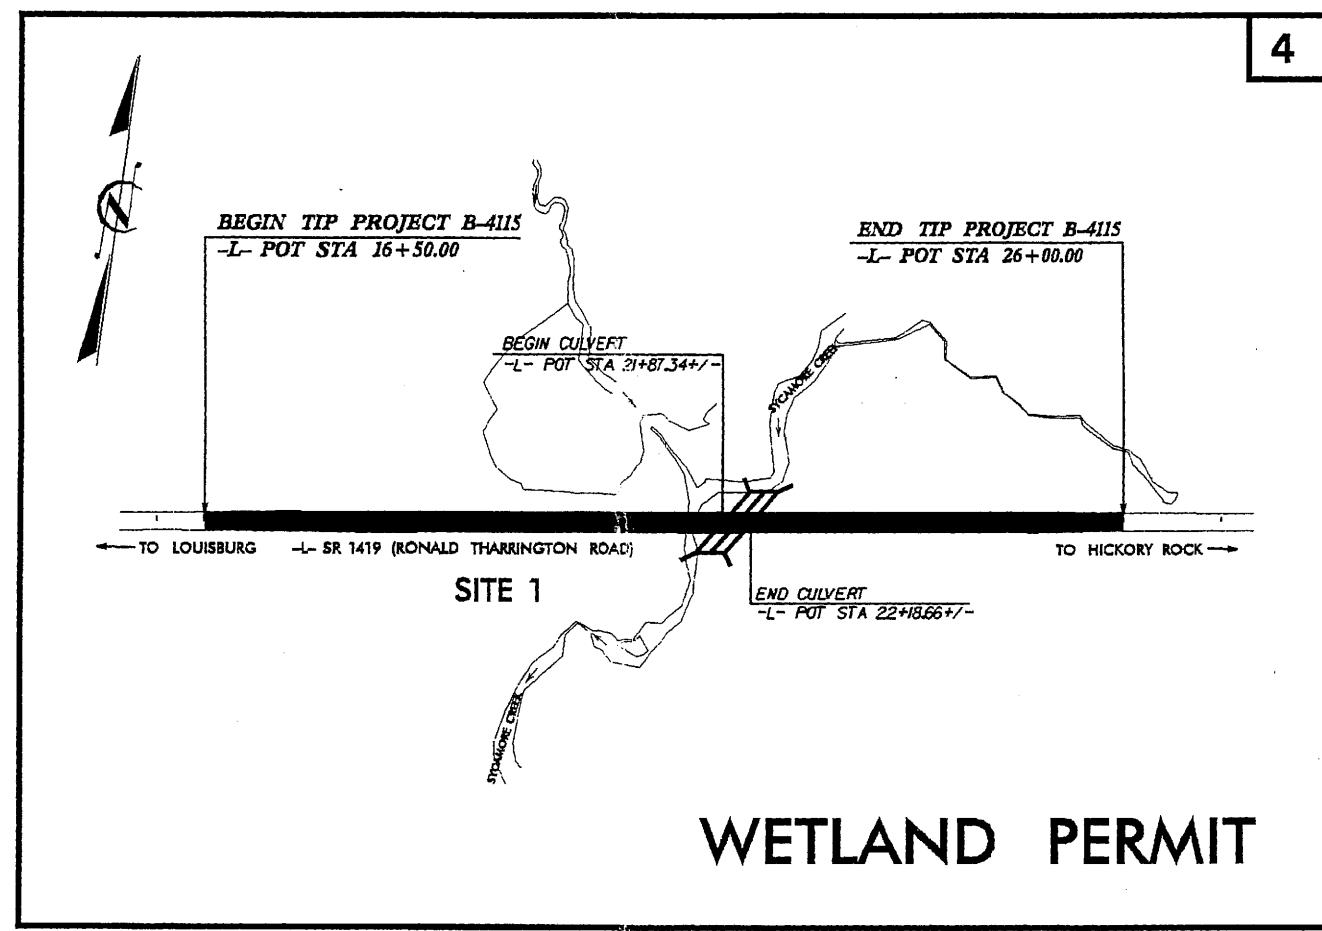 4
BEGIN TIP PROJECT B-4115
-L- POT STA 16+50.00
END TIP PROJECT B-4115
-L- POT STA 26+00.00
BEGIN CULVERT
-L- POT STA 21+87.34+/-
SYCAMORE CREEK
N
TO LOUISBURG
-L- SR 1419 (RONALD THARRINGTON ROAD)
TO HICKORY ROCK
SITE 1
END CULVERT
-L- POT STA 22+18.66+/-
SYCAMORE CREEK
WETLAND PERMIT